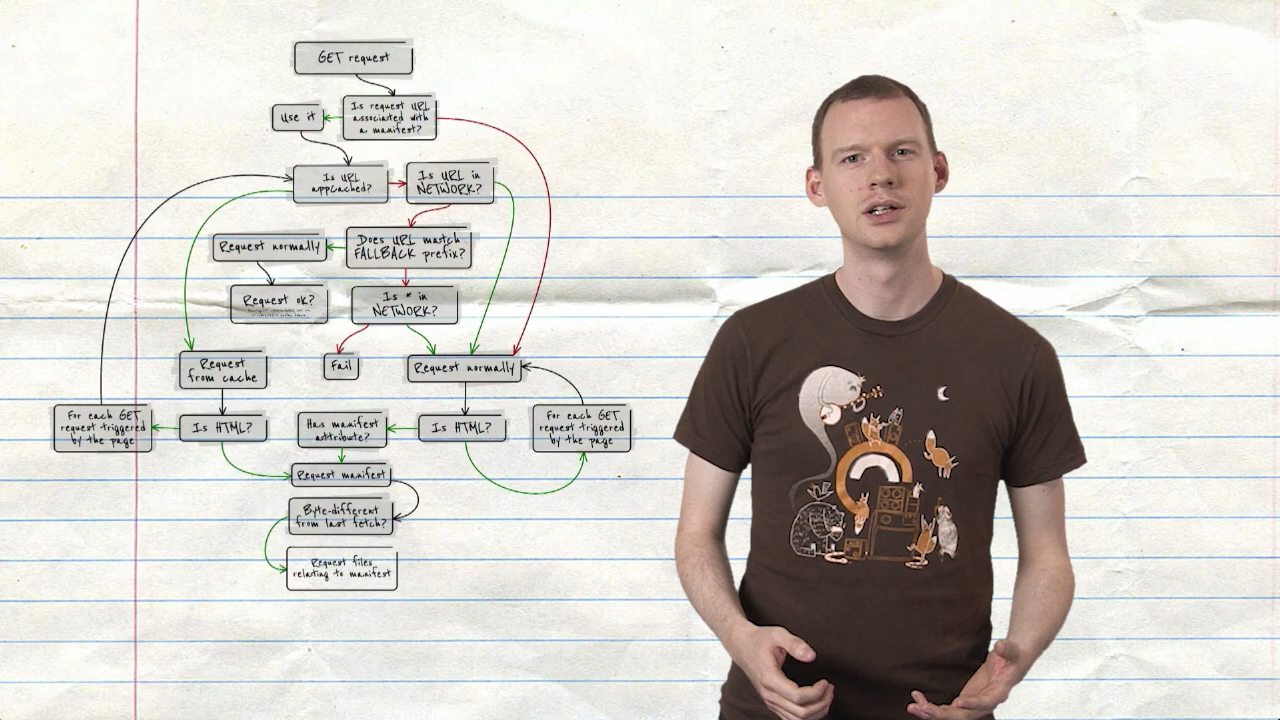 GET request
Use it
Is request URL
associated with
a manifest?
Is URL
appCached?
Is URL in
NETWORK?
Request normally
Does URL match
FALLBACK prefix?
Request ok?
Is * in
NETWORK?
Request
from cache
Fail
Request normally
For each GET
request triggered
by the page
Is HTML?
Has manifest
attribute?
Is HTML?
For each GET
request triggered
by the page
Request manifest
Byte-different
from last fetch?
Request files
relating to manifest